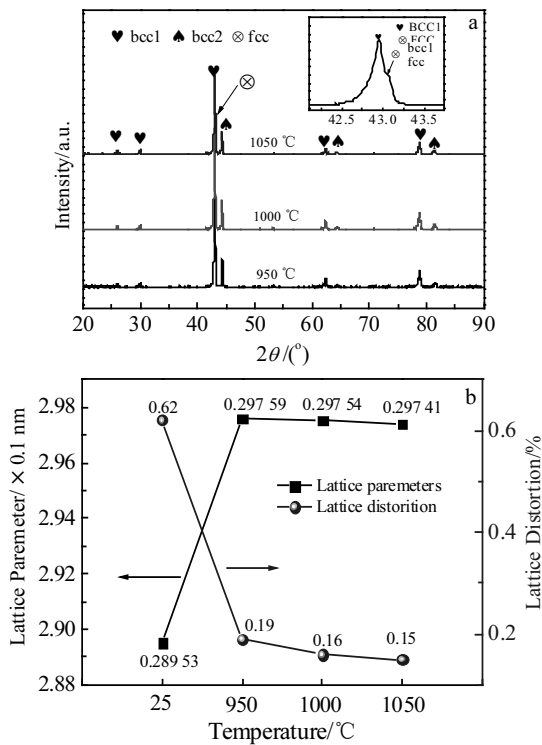 a
♥ bcc1 ♠ bcc2 ⊗ fcc
♥ BCC1
⊗ FCC
⊗ bcc1
fcc
42.5 43.0 43.5
1050 ℃
1000 ℃
950 ℃
Intensity/a.u.
20 30 40 50 60 70 80 90
2θ/(°)
b
0.62 0.297 59 0.297 54 0.297 41
2.98
2.96
2.94
2.92
2.90
2.88
Lattice Paremeter/ × 0.1 nm
Lattice paremeters
Lattice distorition
0.6
0.4
0.2
Lattice Distortion/%
0.289 53
0.19
0.16
0.15
25 950 1000 1050
Temperature/℃